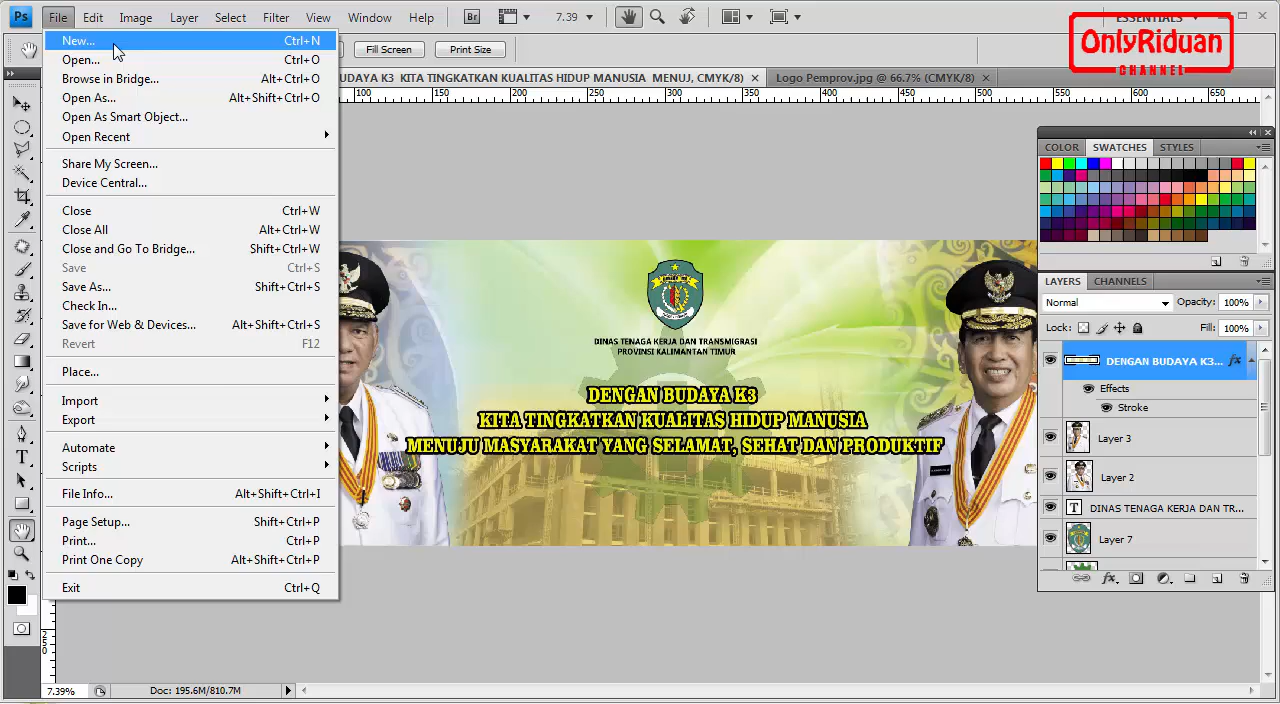 Ps File Edit Image Layer Select Filter View Window Help Br 7.39 ESSENTIALS
OnlyRiduan
CHANNEL
Fill Screen Print Size
BUDAYA K3 KITA TINGKATKAN KUALITAS HIDUP MANUSIA MENUJ, CMYK/8) Logo Pemprov.jpg @ 66.7% (CMYK/8)
100 150 200 250 300 350 400 450 500 550 600 650
New... Ctrl+N
Open... Ctrl+O
Browse in Bridge... Alt+Ctrl+O
Open As... Alt+Shift+Ctrl+O
Open As Smart Object...
Open Recent
Share My Screen...
Device Central...
Close Ctrl+W
Close All Alt+Ctrl+W
Close and Go To Bridge... Shift+Ctrl+W
Save Ctrl+S
Save As... Shift+Ctrl+S
Check In...
Save for Web & Devices... Alt+Shift+Ctrl+S
Revert F12
Place...
Import
Export
Automate
Scripts
File Info... Alt+Shift+Ctrl+I
Page Setup... Shift+Ctrl+P
Print... Ctrl+P
Print One Copy Alt+Shift+Ctrl+P
Exit Ctrl+Q
DINAS TENAGA KERJA DAN TRANSMIGRASI
PROVINSI KALIMANTAN TIMUR
DENGAN BUDAYA K3
KITA TINGKATKAN KUALITAS HIDUP MANUSIA
MENUJU MASYARAKAT YANG SELAMAT, SEHAT DAN PRODUKTIF
COLOR SWATCHES STYLES
LAYERS CHANNELS
Normal Opacity: 100%
Lock: Fill: 100%
DENGAN BUDAYA K3... fx
Effects
Stroke
Layer 3
Layer 2
T DINAS TENAGA KERJA DAN TR...
Layer 7
250
7.39% Doc: 195.6M/810.7M